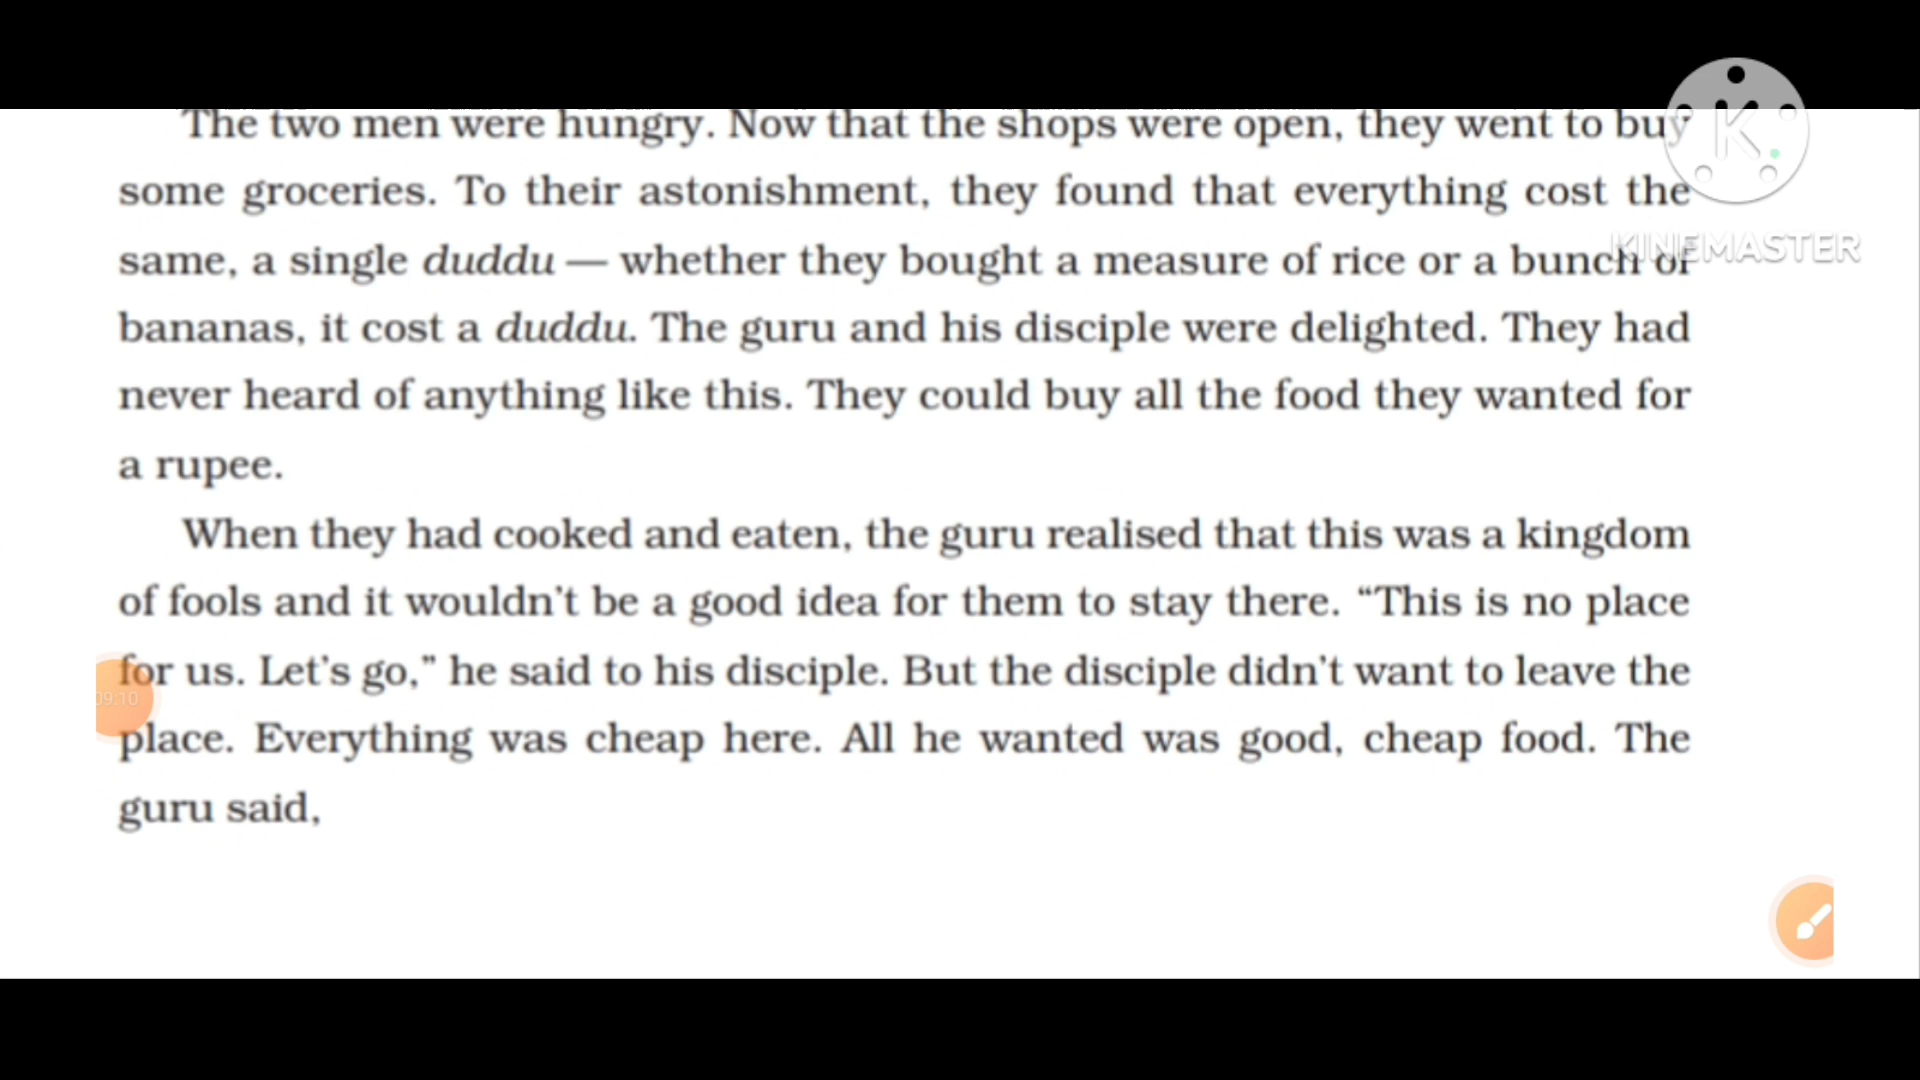 The two men were hungry. Now that the shops were open, they went to buy
some groceries. To their astonishment, they found that everything cost the
same, a single duddu — whether they bought a measure of rice or a bunch of
bananas, it cost a duddu. The guru and his disciple were delighted. They had
never heard of anything like this. They could buy all the food they wanted for
a rupee.
When they had cooked and eaten, the guru realised that this was a kingdom
of fools and it wouldn't be a good idea for them to stay there. “This is no place
for us. Let's go,” he said to his disciple. But the disciple didn't want to leave the
place. Everything was cheap here. All he wanted was good, cheap food. The
guru said,
K
KINEMASTER
09:10